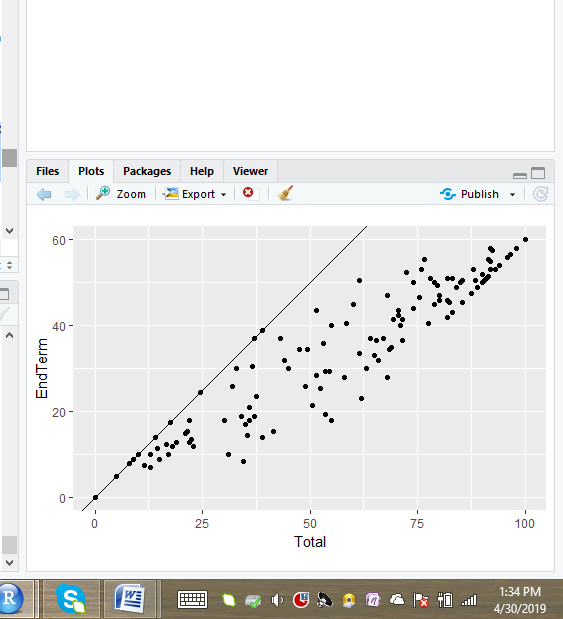 Files Plots Packages Help Viewer
Zoom Export Publish
60
40
20
0
EndTerm
0 25 50 75 100
Total
R S W N 1:34 PM
4/30/2019